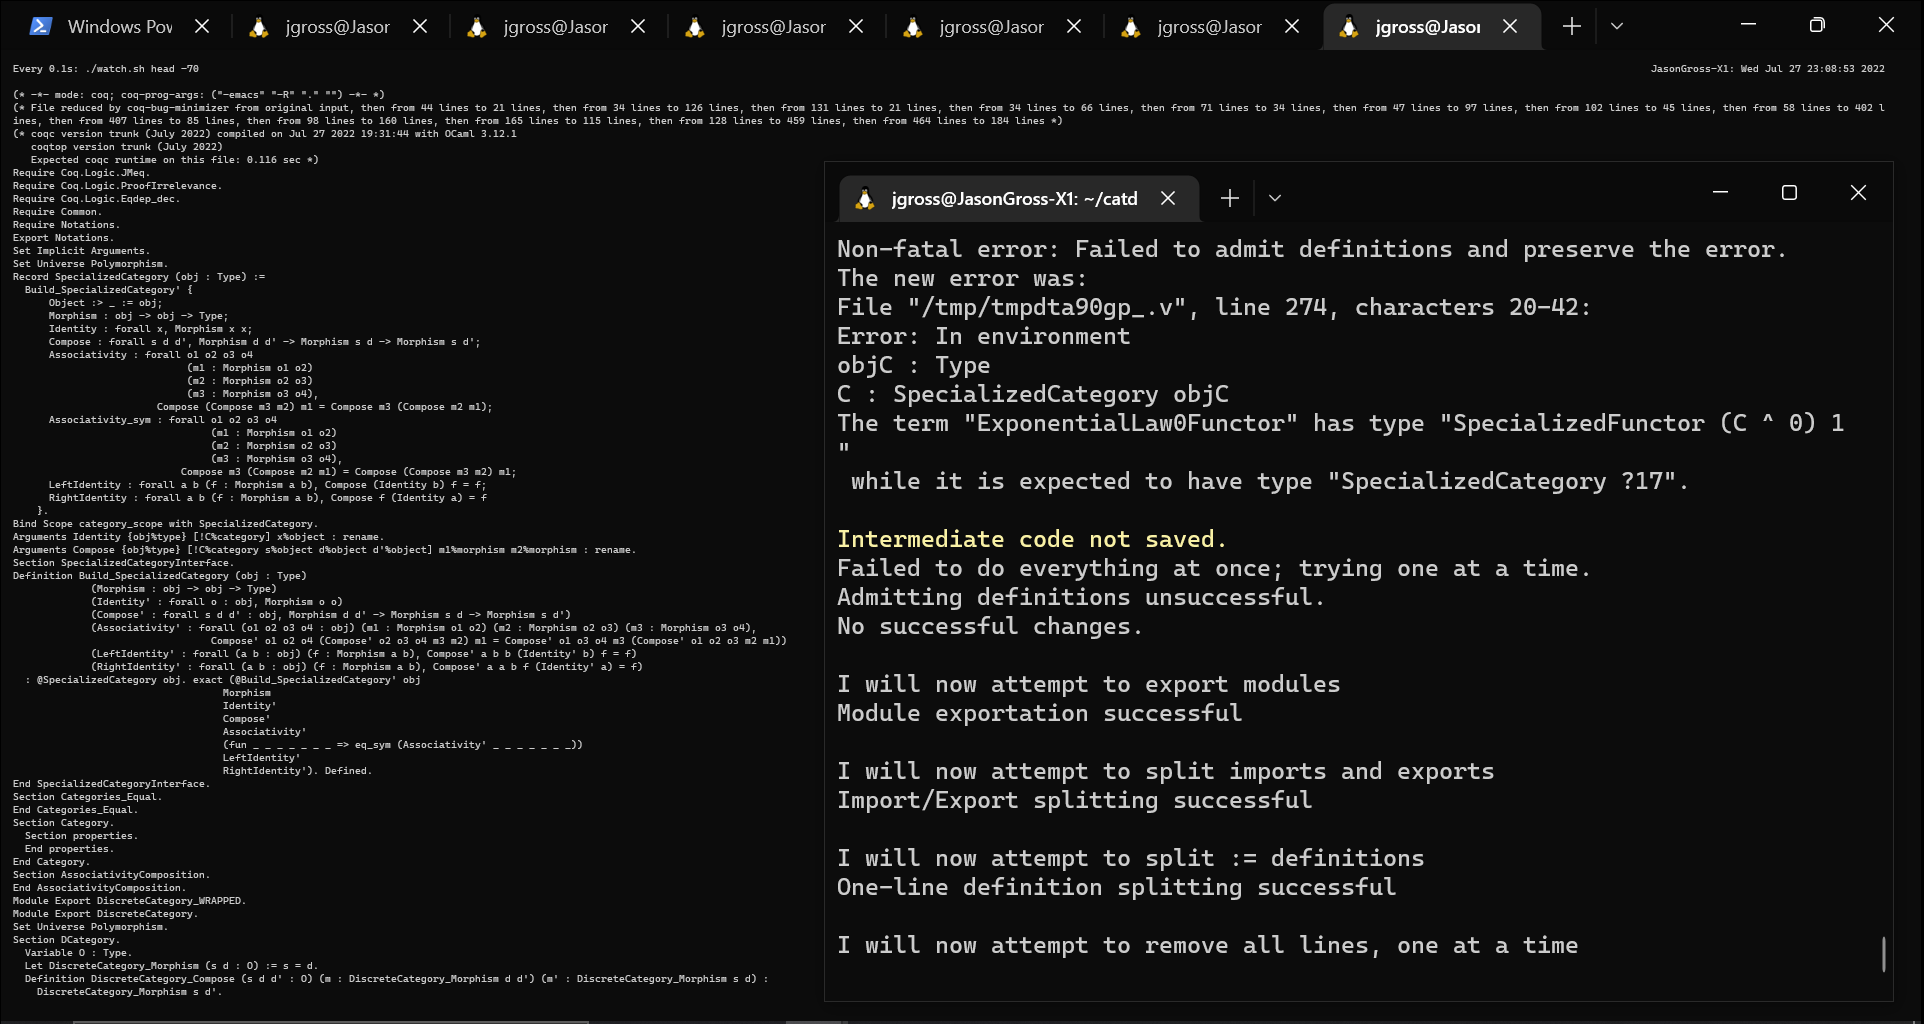 Windows Pov
jgross@Jasor
jgross@Jasor
jgross@Jasor
jgross@Jasor
jgross@Jasor
jgross@Jasor
Every 0.1s: ./watch.sh head -70
JasonGross-X1: Wed Jul 27 23:08:53 2022
(* -*- mode: coq; coq-prog-args: ("-emacs" "-R" "." "") -*- *)
(* File reduced by coq-bug-minimizer from original input, then from 44 lines to 21 lines, then from 34 lines to 126 lines, then from 131 lines to 21 lines, then from 34 lines to 66 lines, then from 71 lines to 34 lines, then from 47 lines to 97 lines, then from 102 lines to 45 lines, then from 58 lines to 402 l
ines, then from 407 lines to 85 lines, then from 98 lines to 160 lines, then from 165 lines to 115 lines, then from 128 lines to 459 lines, then from 464 lines to 184 lines *)
(* coqc version trunk (July 2022) compiled on Jul 27 2022 19:31:44 with OCaml 3.12.1
coqtop version trunk (July 2022)
Expected coqc runtime on this file: 0.116 sec *)
Require Coq.Logic.JMeq.
Require Coq.Logic.ProofIrrelevance.
Require Coq.Logic.Eqdep_dec.
Require Common.
Require Notations.
Export Notations.
Set Implicit Arguments.
Set Universe Polymorphism.
Record SpecializedCategory (obj : Type) :=
Build_SpecializedCategory' {
Object :> _ := obj;
Morphism : obj -> obj -> Type;
Identity : forall x, Morphism x x;
Compose : forall s d d', Morphism d d' -> Morphism s d -> Morphism s d';
Associativity : forall o1 o2 o3 o4
(m1 : Morphism o1 o2)
(m2 : Morphism o2 o3)
(m3 : Morphism o3 o4),
Compose (Compose m3 m2) m1 = Compose m3 (Compose m2 m1);
Associativity_sym : forall o1 o2 o3 o4
(m1 : Morphism o1 o2)
(m2 : Morphism o2 o3)
(m3 : Morphism o3 o4),
Compose m3 (Compose m2 m1) = Compose (Compose m3 m2) m1;
LeftIdentity : forall a b (f : Morphism a b), Compose (Identity b) f = f;
RightIdentity : forall a b (f : Morphism a b), Compose f (Identity a) = f
}.
Bind Scope category_scope with SpecializedCategory.
Arguments Identity {obj%type} [!C%category] x%object : rename.
Arguments Compose {obj%type} [!C%category s%object d%object d'%object] m1%morphism m2%morphism : rename.
Section SpecializedCategoryInterface.
Definition Build_SpecializedCategory (obj : Type)
(Morphism : obj -> obj -> Type)
(Identity' : forall o : obj, Morphism o o)
(Compose' : forall s d d' : obj, Morphism d d' -> Morphism s d -> Morphism s d')
(Associativity' : forall (o1 o2 o3 o4 : obj) (m1 : Morphism o1 o2) (m2 : Morphism o2 o3) (m3 : Morphism o3 o4),
Compose' o1 o2 o4 (Compose' o2 o3 o4 m3 m2) m1 = Compose' o1 o3 o4 m3 (Compose' o1 o2 o3 m2 m1))
(LeftIdentity' : forall (a b : obj) (f : Morphism a b), Compose' a b b (Identity' b) f = f)
(RightIdentity' : forall (a b : obj) (f : Morphism a b), Compose' a a b f (Identity' a) = f)
: @SpecializedCategory obj. exact (@Build_SpecializedCategory' obj
Morphism
Identity'
Compose'
Associativity'
(fun _ _ _ _ _ _ _ => eq_sym (Associativity' _ _ _ _ _ _ _))
LeftIdentity'
RightIdentity'). Defined.
End SpecializedCategoryInterface.
Section Categories_Equal.
End Categories_Equal.
Section Category.
Section properties.
End properties.
End Category.
Section AssociativityComposition.
End AssociativityComposition.
Module Export DiscreteCategory_WRAPPED.
Module Export DiscreteCategory.
Set Universe Polymorphism.
Section DCategory.
Variable O : Type.
Let DiscreteCategory_Morphism (s d : O) := s = d.
Definition DiscreteCategory_Compose (s d d' : O) (m : DiscreteCategory_Morphism d d') (m' : DiscreteCategory_Morphism s d) :
DiscreteCategory_Morphism s d'.
jgross@JasonGross-X1: ~/catd
Non-fatal error: Failed to admit definitions and preserve the error.
The new error was:
File "/tmp/tmpdta90gp_.v", line 274, characters 20-42:
Error: In environment
objC : Type
C : SpecializedCategory objC
The term "ExponentialLaw0Functor" has type "SpecializedFunctor (C ^ 0) 1
"
while it is expected to have type "SpecializedCategory ?17".
Intermediate code not saved.
Failed to do everything at once; trying one at a time.
Admitting definitions unsuccessful.
No successful changes.
I will now attempt to export modules
Module exportation successful
I will now attempt to split imports and exports
Import/Export splitting successful
I will now attempt to split := definitions
One-line definition splitting successful
I will now attempt to remove all lines, one at a time